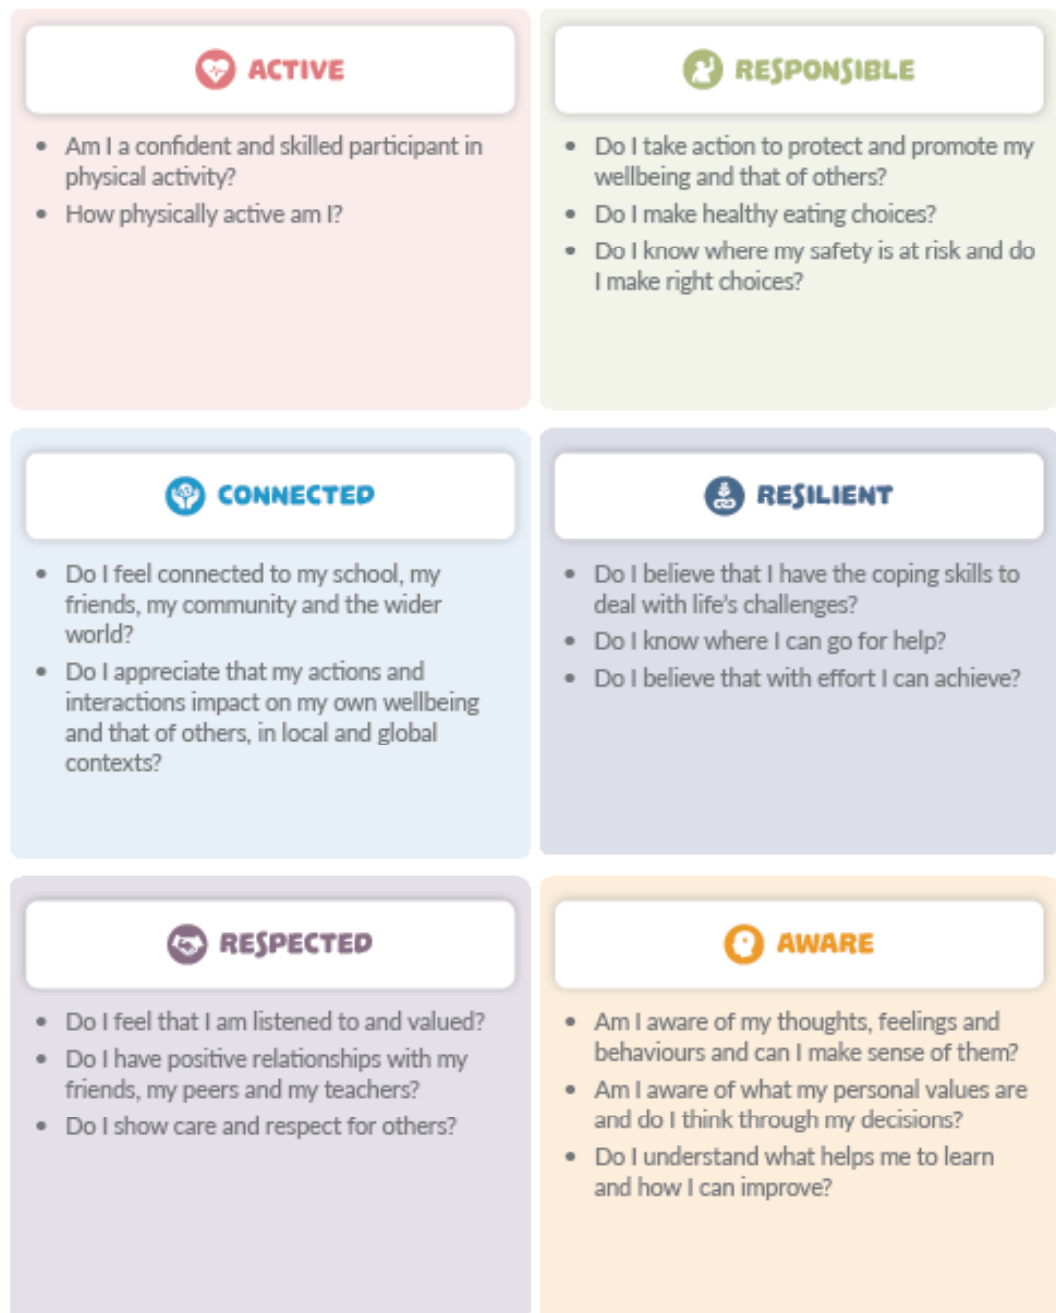 ACTIVE
• Am I a confident and skilled participant in
physical activity?
• How physically active am I?
RESPONSIBLE
• Do I take action to protect and promote my
wellbeing and that of others?
• Do I make healthy eating choices?
• Do I know where my safety is at risk and do
I make right choices?
CONNECTED
• Do I feel connected to my school, my
friends, my community and the wider
world?
• Do I appreciate that my actions and
interactions impact on my own wellbeing
and that of others, in local and global
contexts?
RESILIENT
• Do I believe that I have the coping skills to
deal with life's challenges?
• Do I know where I can go for help?
• Do I believe that with effort I can achieve?
RESPECTED
• Do I feel that I am listened to and valued?
• Do I have positive relationships with my
friends, my peers and my teachers?
• Do I show care and respect for others?
AWARE
• Am I aware of my thoughts, feelings and
behaviours and can I make sense of them?
• Am I aware of what my personal values are
and do I think through my decisions?
• Do I understand what helps me to learn
and how I can improve?